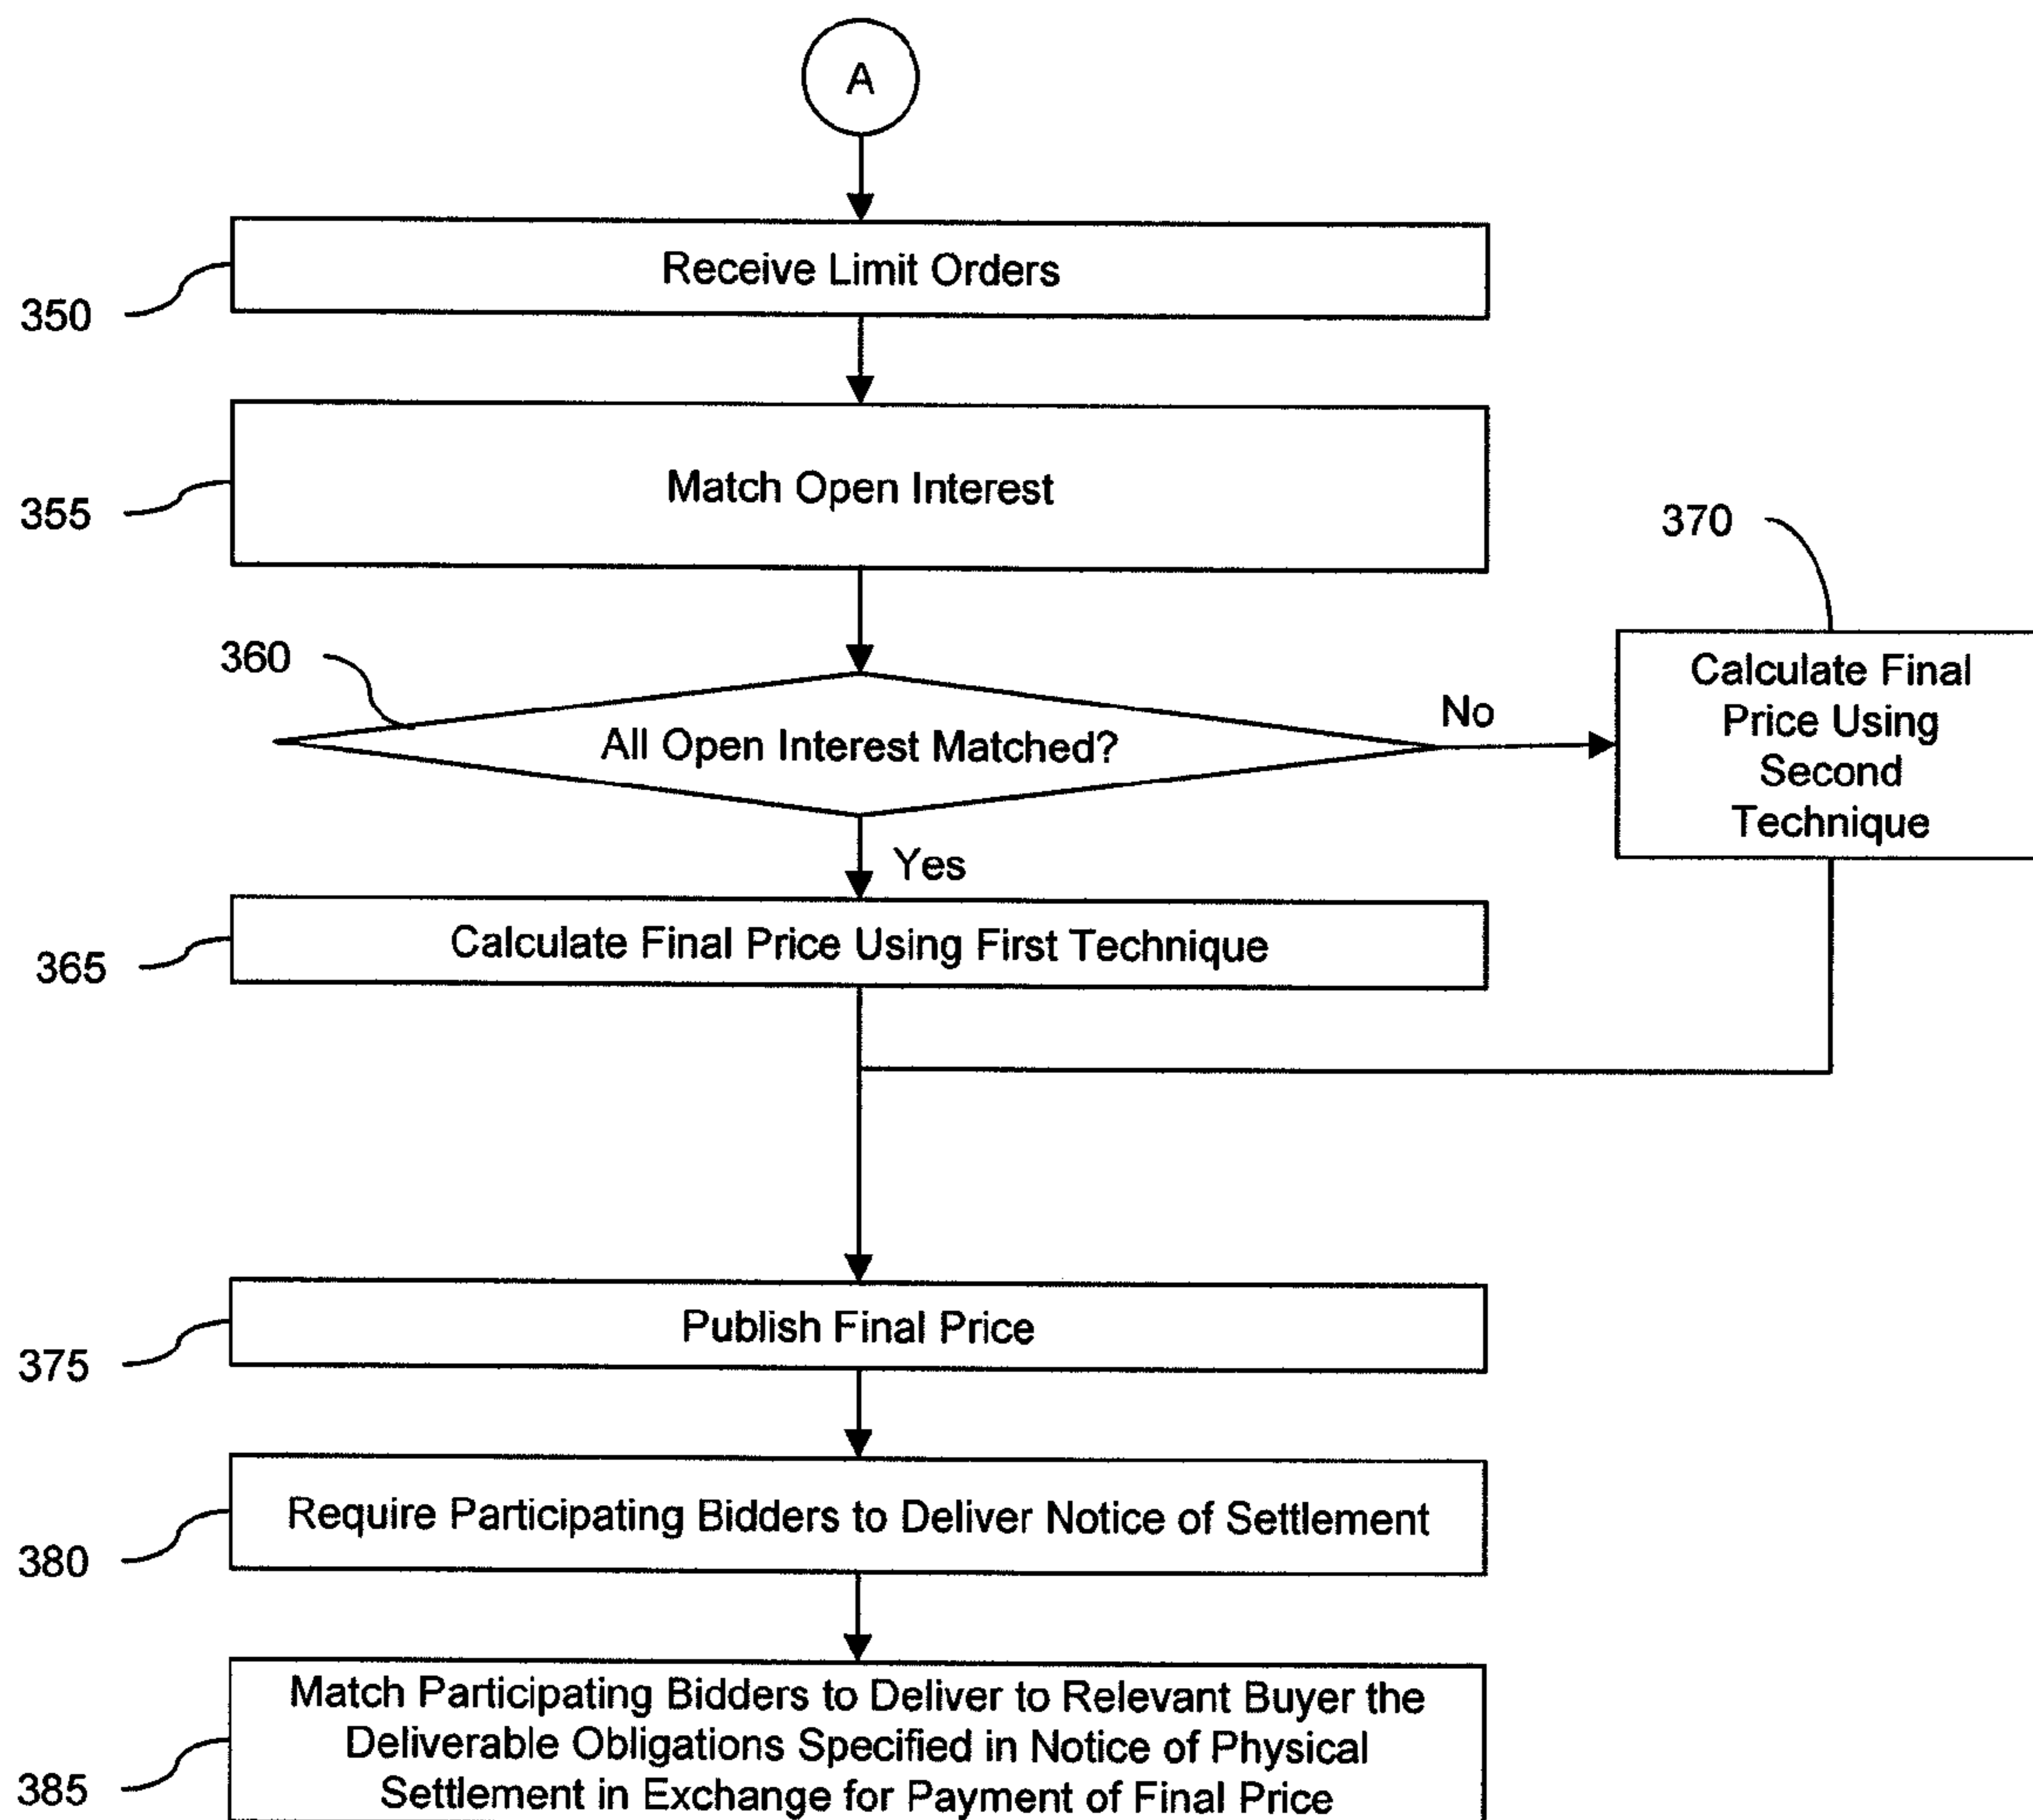 A
Receive Limit Orders
350
Match Open Interest
355
370
Calculate Final
Price Using
Second
Technique
360
All Open Interest Matched?
No
Yes
Calculate Final Price Using First Technique
365
Publish Final Price
375
Require Participating Bidders to Deliver Notice of Settlement
380
Match Participating Bidders to Deliver to Relevant Buyer the
Deliverable Obligations Specified in Notice of Physical
Settlement in Exchange for Payment of Final Price
385